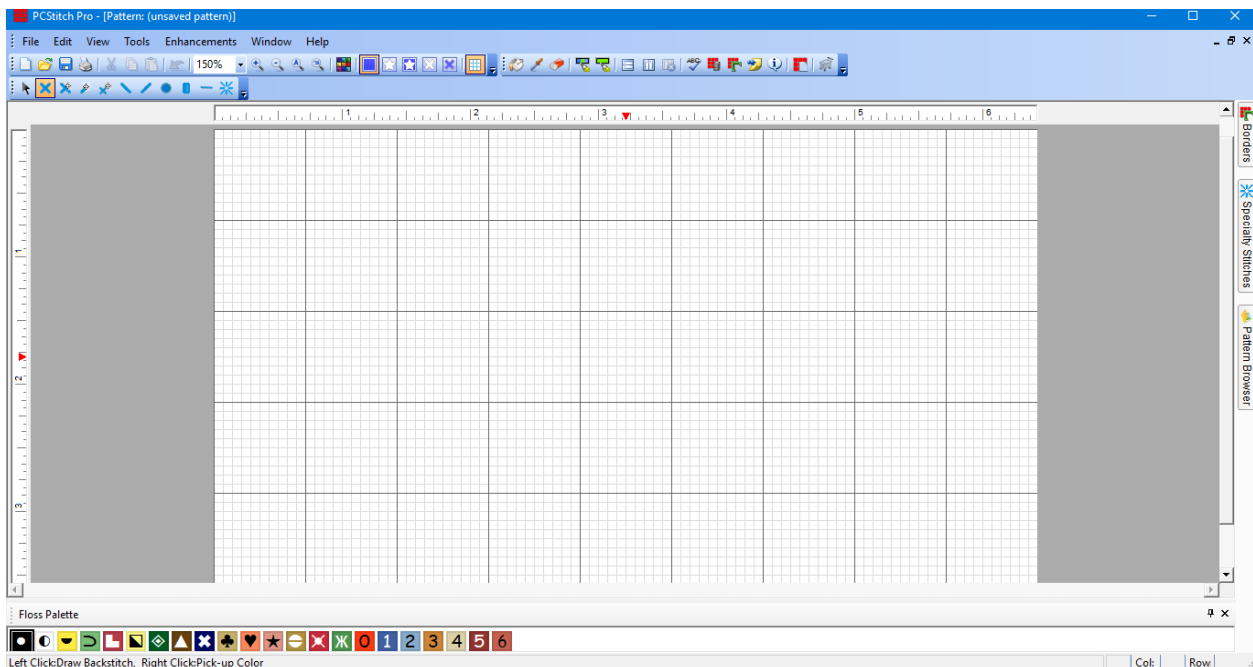 PCStitch Pro - [Pattern: (unsaved pattern)]
File Edit View Tools Enhancements Window Help
150% ABC
1 2 3 4 5 6
Borders
Specialty Stitches
Pattern Browser
1
2
3
Floss Palette
Ж 0 1 2 3 4 5 6
Left Click:Draw Backstitch, Right Click:Pick-up Color Col: Row